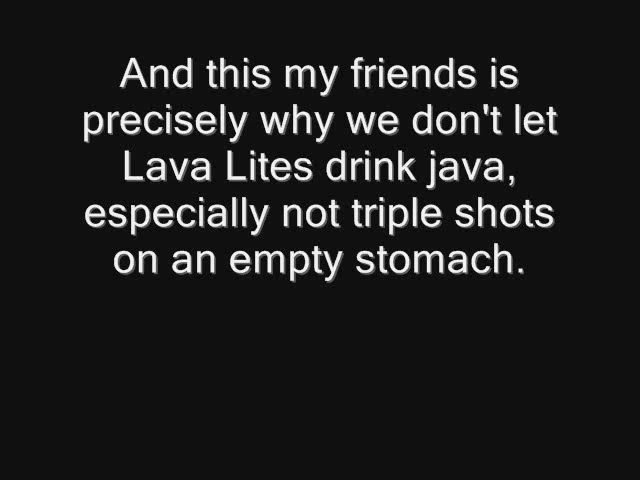 And this my friends is
precisely why we don't let
Lava Lites drink java,
especially not triple shots
on an empty stomach.